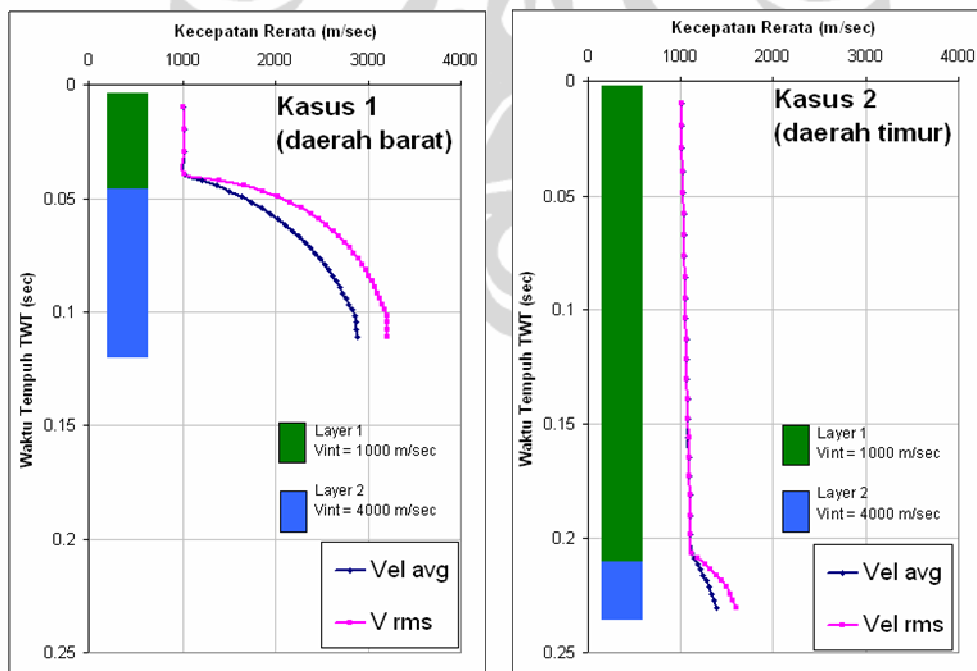 Kecepatan Rerata (m/sec)
0 1000 2000 3000 4000
Kasus 1
(daerah barat)
Waktu Tempuh TWT (sec)
0
0.05
0.1
0.15
0.2
0.25
Layer 1
Vint = 1000 m/sec
Layer 2
Vint = 4000 m/sec
Vel avg
V rms
Kecepatan Rerata (m/sec)
0 1000 2000 3000 4000
Kasus 2
(daerah timur)
Waktu Tempuh TWT (sec)
0
0.05
0.1
0.15
0.2
0.25
Layer 1
Vint = 1000 m/sec
Layer 2
Vint = 4000 m/sec
Vel avg
Vel rms